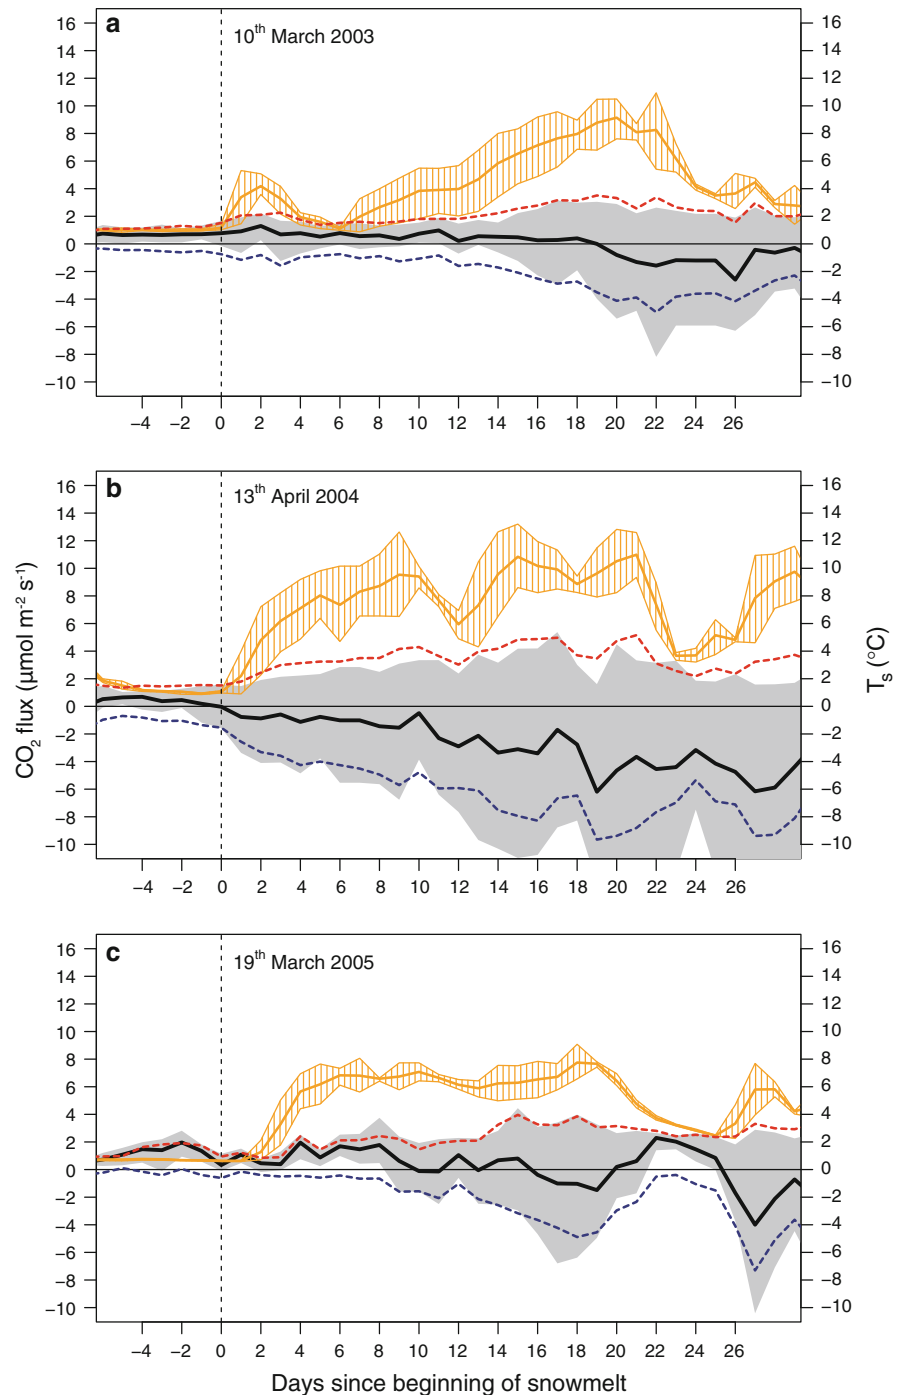 a
10th March 2003
16 14 12 10 8 6 4 2 0 −2 −4 −6 −8 −10
16 14 12 10 8 6 4 2 0 −2 −4 −6 −8 −10
−4 −2 0 2 4 6 8 10 12 14 16 18 20 22 24 26
b
13th April 2004
16 14 12 10 8 6 4 2 0 −2 −4 −6 −8 −10
16 14 12 10 8 6 4 2 0 −2 −4 −6 −8 −10
CO2 flux (μmol m−2 s−1)
Ts (°C)
−4 −2 0 2 4 6 8 10 12 14 16 18 20 22 24 26
c
19th March 2005
16 14 12 10 8 6 4 2 0 −2 −4 −6 −8 −10
16 14 12 10 8 6 4 2 0 −2 −4 −6 −8 −10
−4 −2 0 2 4 6 8 10 12 14 16 18 20 22 24 26
Days since beginning of snowmelt